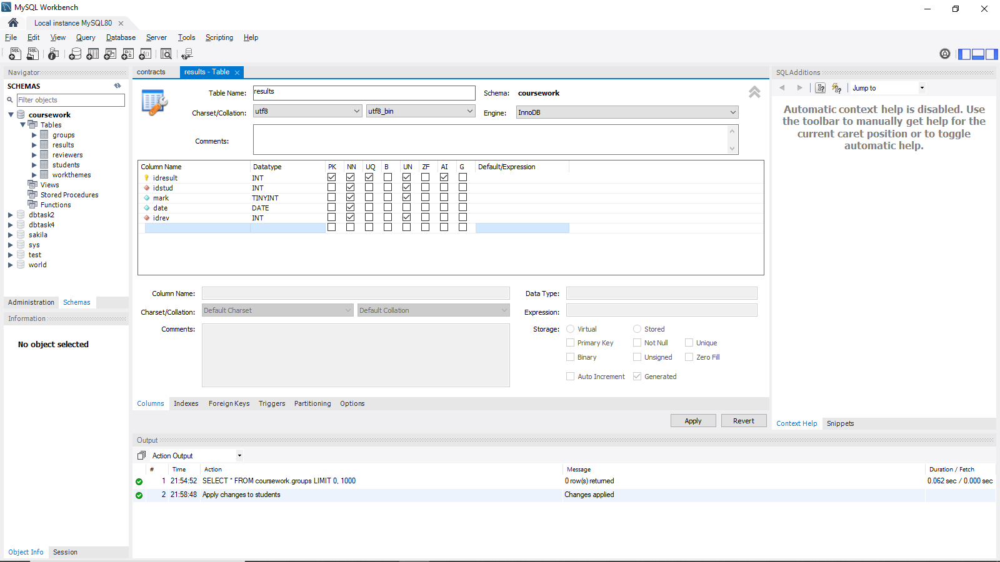 MySQL Workbench
Local instance MySQL80
File Edit View Query Database Server Tools Scripting Help
Navigator
SCHEMAS
Filter objects
coursework
Tables
groups
results
reviewers
students
workthemes
Views
Stored Procedures
Functions
dbtask2
dbtask4
sakila
sys
test
world
Administration Schemas
Information
No object selected
Object Info Session
contracts results - Table
Table Name: results Schema: coursework
Charset/Collation: utf8 utf8_bin Engine: InnoDB
Comments:
Column Name Datatype PK NN UQ B UN ZF AI G Default/Expression
idresult INT
idstud INT
mark TINYINT
date DATE
idrev INT
Column Name: Data Type:
Charset/Collation: Default Charset Default Collation Expression:
Comments: Storage: Virtual Stored
Primary Key Not Null Unique
Binary Unsigned Zero Fill
Auto Increment Generated
Columns Indexes Foreign Keys Triggers Partitioning Options
Apply Revert
Output
Action Output
# Time Action Message Duration / Fetch
1 21:54:52 SELECT * FROM coursework.groups LIMIT 0, 1000 0 row(s) returned 0.062 sec / 0.000 sec
2 21:58:48 Apply changes to students Changes applied
SQLAdditions
Jump to
Automatic context help is disabled. Use
the toolbar to manually get help for the
current caret position or to toggle
automatic help.
Context Help Snippets